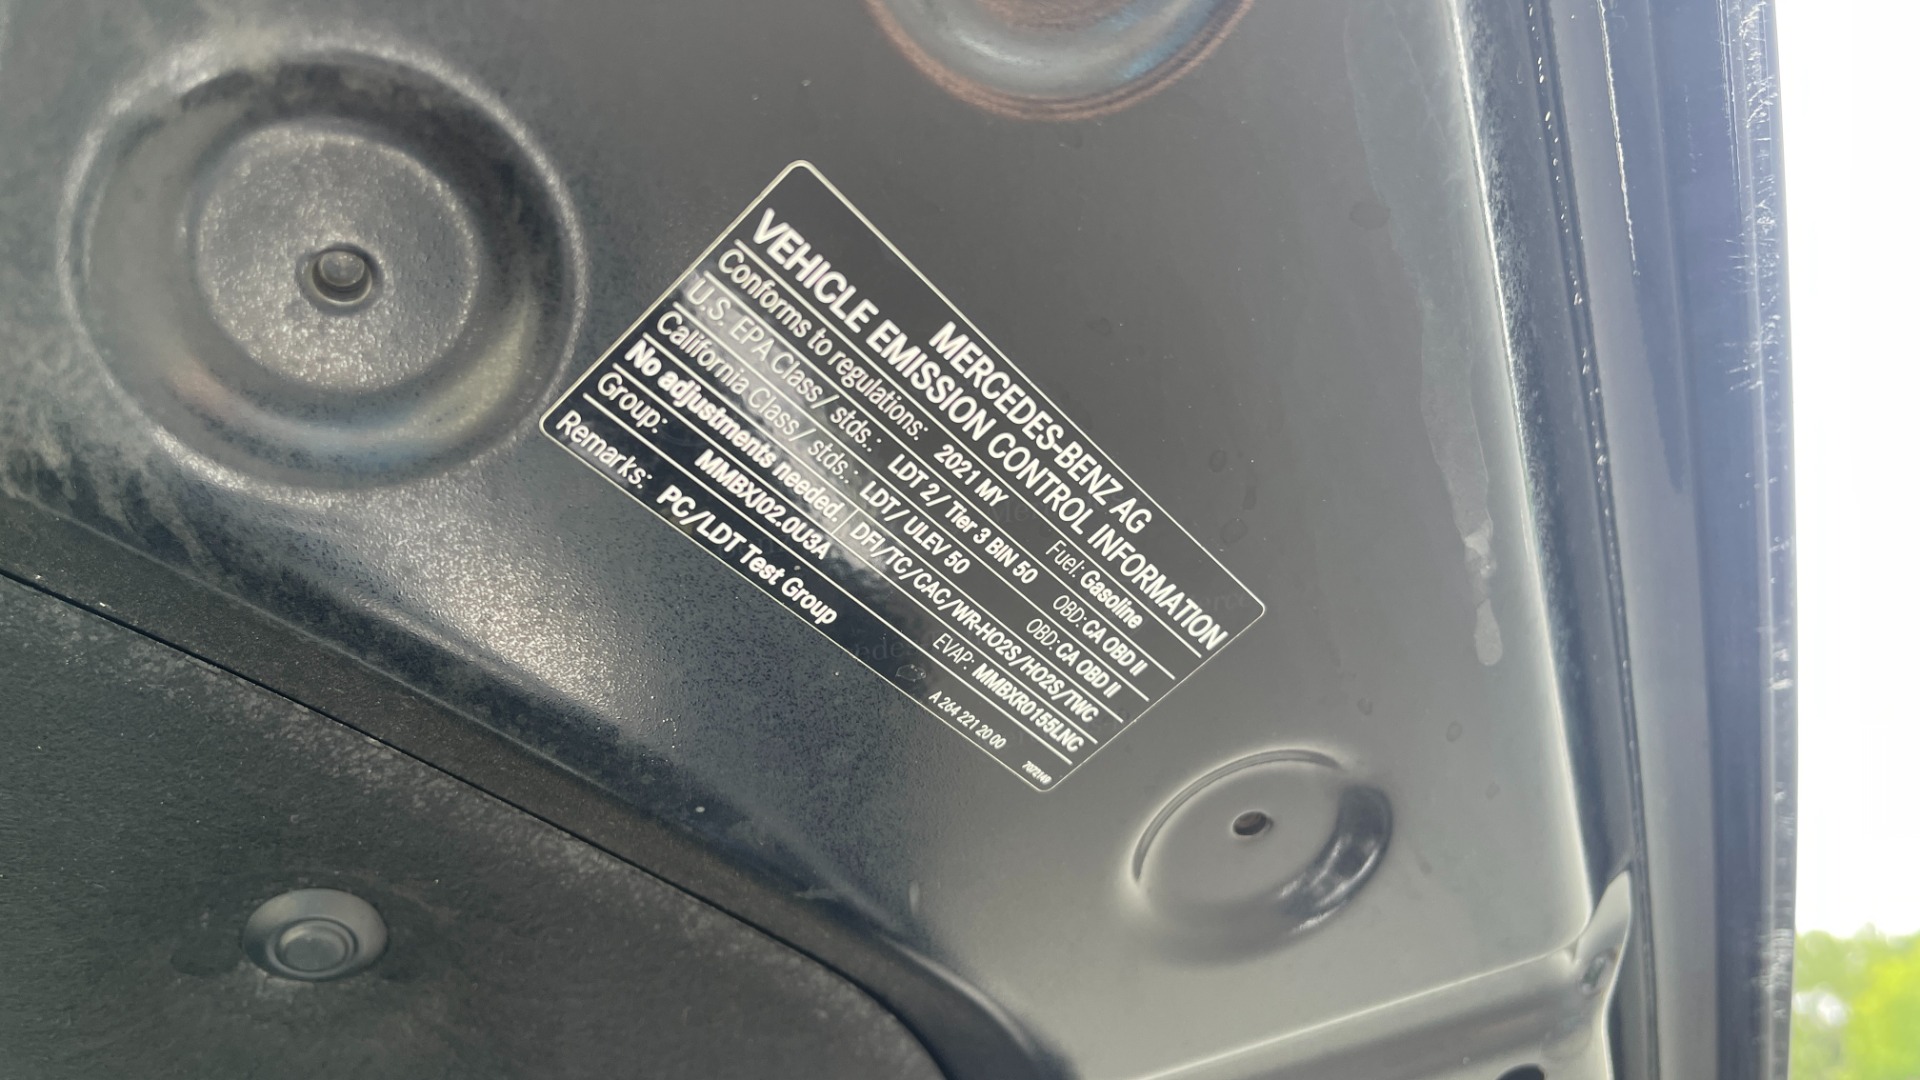 MERCEDES-BENZ AG
VEHICLE EMISSION CONTROL INFORMATION
Conforms to regulations: 2021 MY Fuel: Gasoline
U.S. EPA Class/ stds.: LDT 2/ Tier 3 BIN 50 OBD: CA OBD II
California Class/ stds.: LDT/ ULEV 50 OBD: CA OBD II
No adjustments needed. DFI/TC/CAC/WR-HO2S/HO2S/TWC
Group: MMBXJ02.0U3A EVAP: MMBXR0155LNC
Remarks: PC/LDT Test Group
A 264 221 20 00